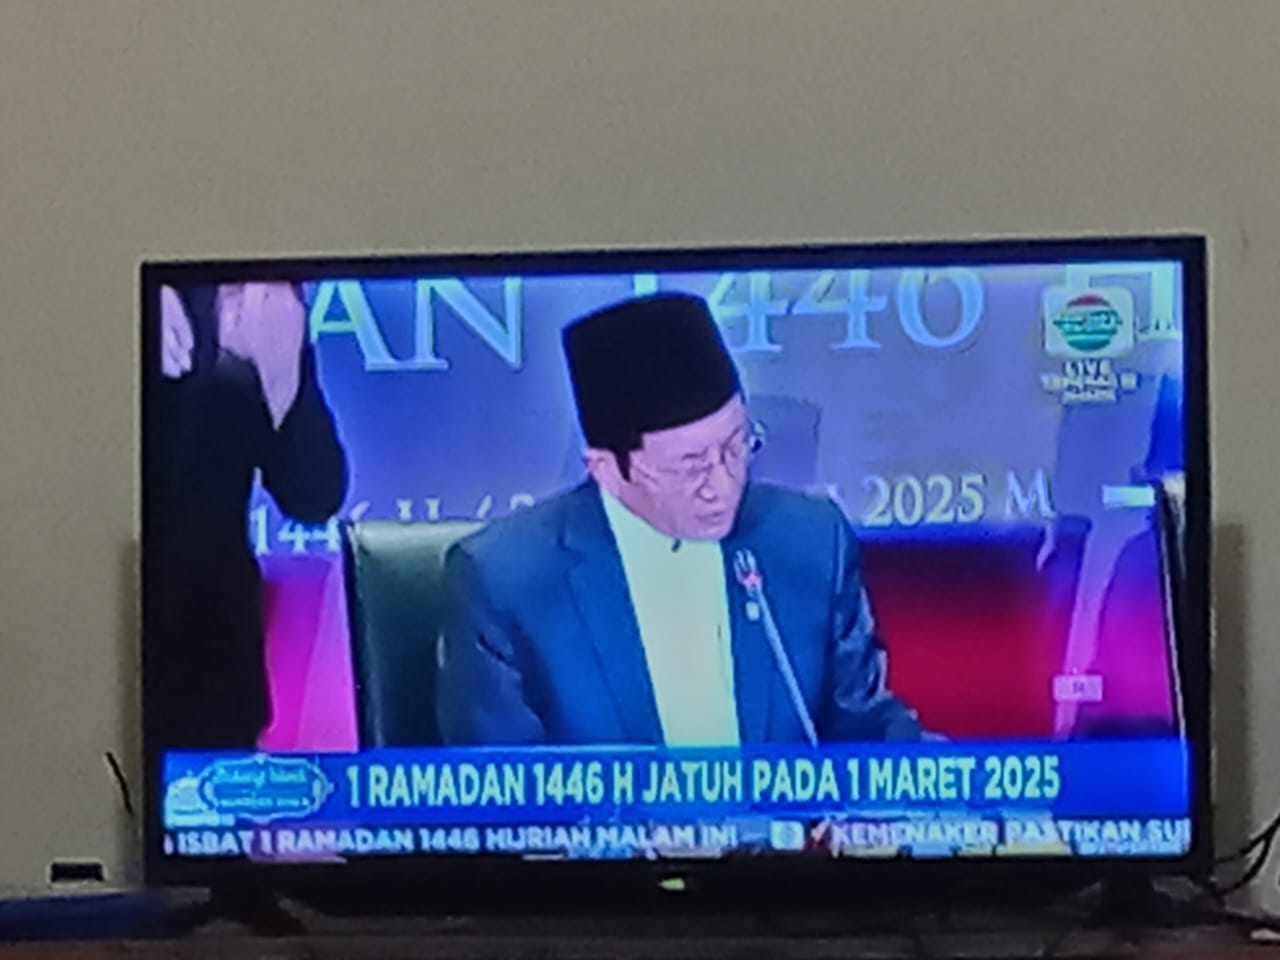 AN 1446
2025 M
LIVE
1 RAMADAN 1446 H JATUH PADA 1 MARET 2025
ISBAT 1 RAMADAN 1446 HIJRIAH MALAM INI
KEMENAKER PASTIKAN